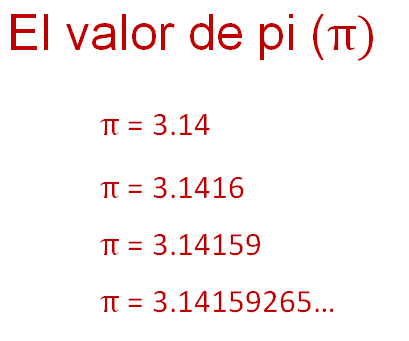 El valor de pi (π)
π = 3.14
π = 3.1416
π = 3.14159
π = 3.14159265...